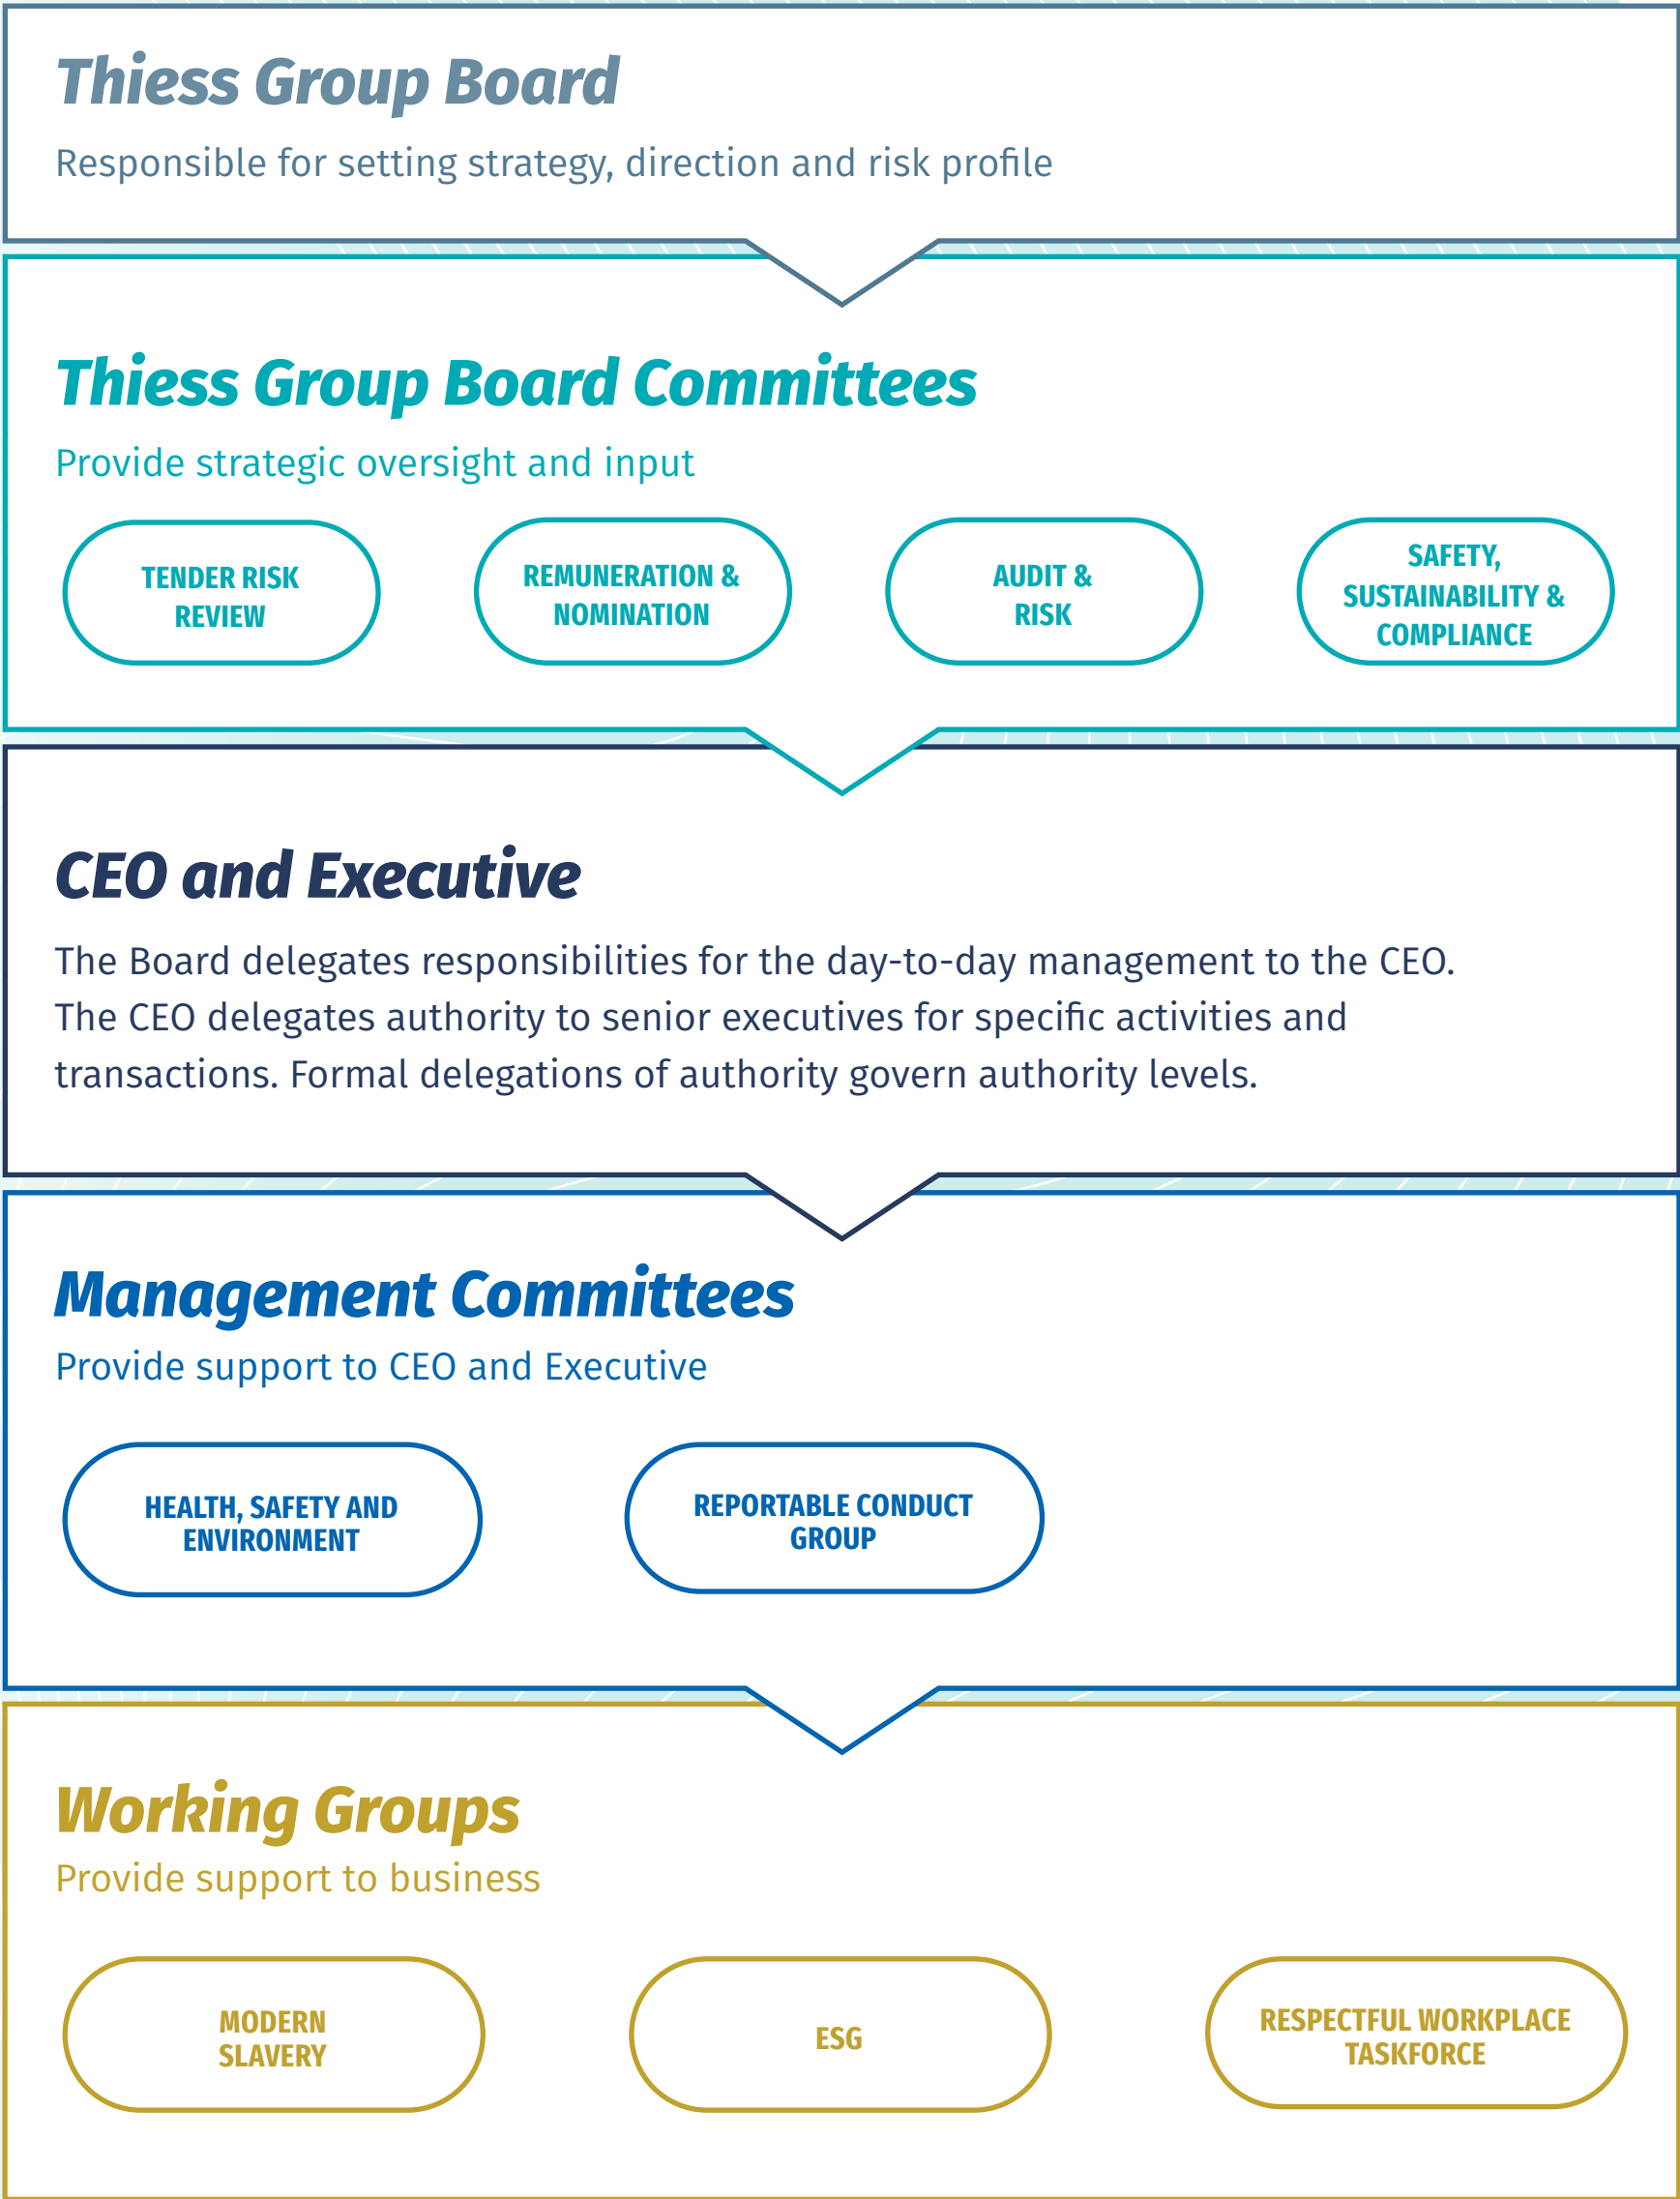 Thiess Group Board
Responsible for setting strategy, direction and risk profile
Thiess Group Board Committees
Provide strategic oversight and input
TENDER RISK
REVIEW
REMUNERATION &
NOMINATION
AUDIT &
RISK
SAFETY,
SUSTAINABILITY &
COMPLIANCE
CEO and Executive
The Board delegates responsibilities for the day-to-day management to the CEO.
The CEO delegates authority to senior executives for specific activities and
transactions. Formal delegations of authority govern authority levels.
Management Committees
Provide support to CEO and Executive
HEALTH, SAFETY AND
ENVIRONMENT
REPORTABLE CONDUCT
GROUP
Working Groups
Provide support to business
MODERN
SLAVERY
ESG
RESPECTFUL WORKPLACE
TASKFORCE